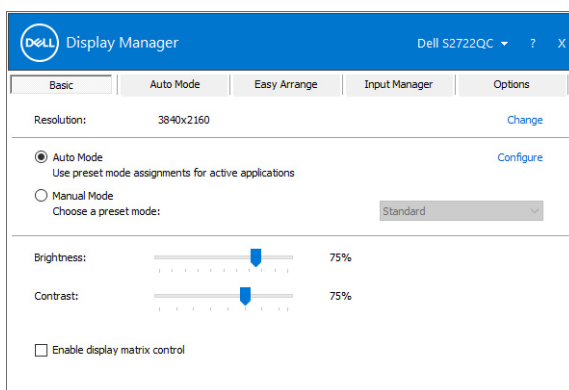 DELL Display Manager Dell S2722QC ? X
Basic Auto Mode Easy Arrange Input Manager Options
Resolution: 3840x2160 Change
Auto Mode Configure
Use preset mode assignments for active applications
Manual Mode
Choose a preset mode: Standard
Brightness: 75%
Contrast: 75%
Enable display matrix control